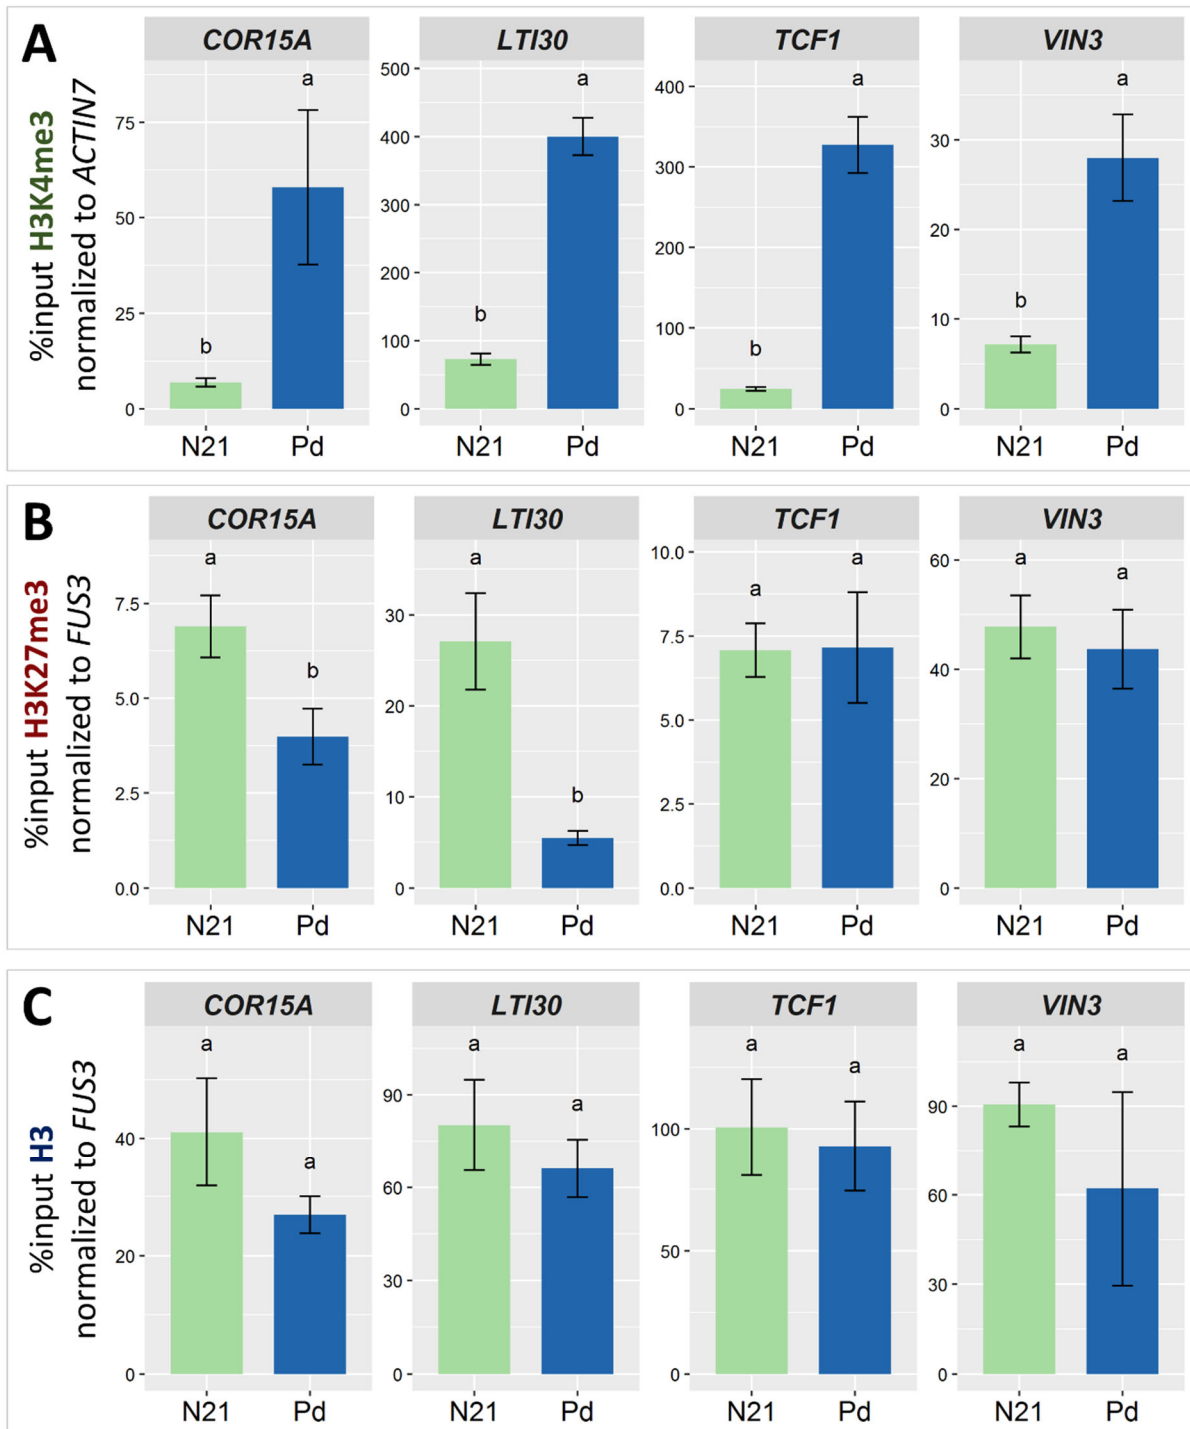 A
%input H3K4me3
normalized to ACTIN7
COR15A
LTI30
TCF1
VIN3
75
50
25
0
b
a
N21
Pd
500
400
300
200
100
0
b
a
N21
Pd
400
300
200
100
0
b
a
N21
Pd
30
20
10
0
b
a
N21
Pd
B
%input H3K27me3
normalized to FUS3
COR15A
LTI30
TCF1
VIN3
7.5
5.0
2.5
0.0
a
b
N21
Pd
30
20
10
0
a
b
N21
Pd
10.0
7.5
5.0
2.5
0.0
a
a
N21
Pd
60
40
20
0
a
a
N21
Pd
C
%input H3
normalized to FUS3
COR15A
LTI30
TCF1
VIN3
40
20
0
a
a
N21
Pd
90
60
30
0
a
a
N21
Pd
100
50
0
a
a
N21
Pd
90
60
30
0
a
a
N21
Pd